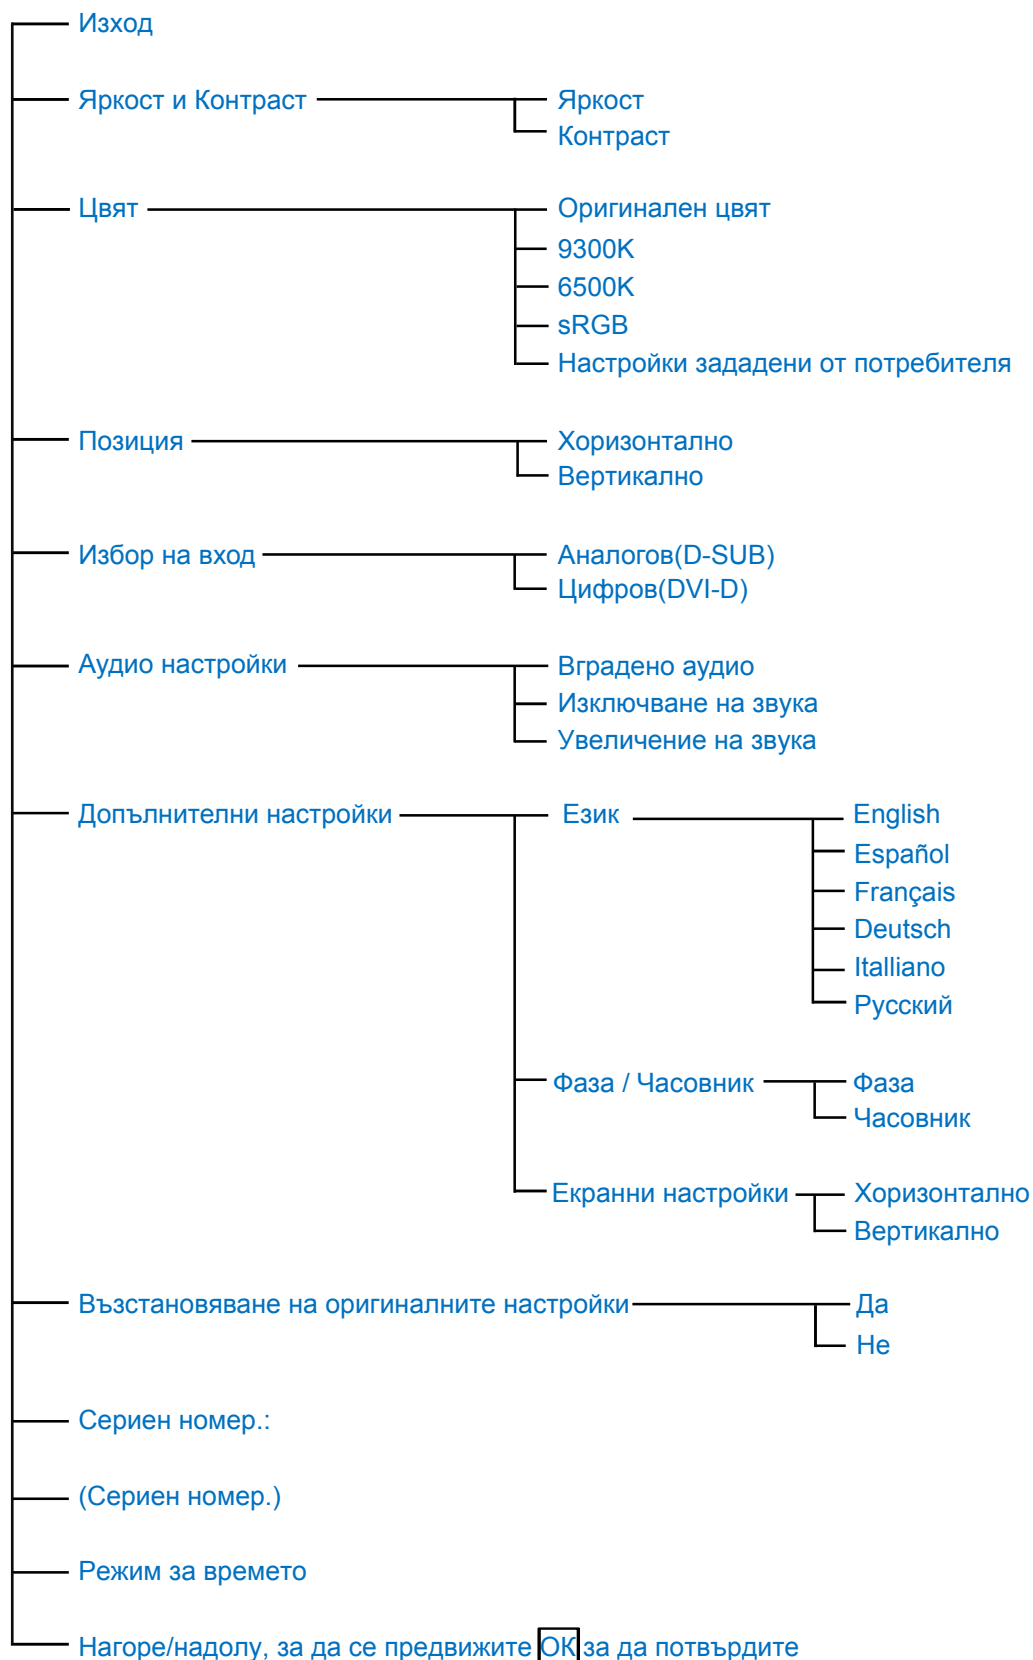 Изход
Яркост и Контраст
Яркост
Контраст
Цвят
Оригинален цвят
9300K
6500K
sRGB
Настройки зададени от потребителя
Позиция
Хоризонтално
Вертикално
Избор на вход
Аналогов(D-SUB)
Цифров(DVI-D)
Аудио настройки
Вградено аудио
Изключване на звука
Увеличение на звука
Допълнителни настройки
Език
English
Español
Français
Deutsch
Italliano
Русский
Фаза / Часовник
Фаза
Часовник
Екранни настройки
Хоризонтално
Вертикално
Възстановяване на оригиналните настройки
Да
Не
Сериен номер.:
(Сериен номер.)
Режим за времето
Нагоре/надолу, за да се предвижите ОК за да потвърдите